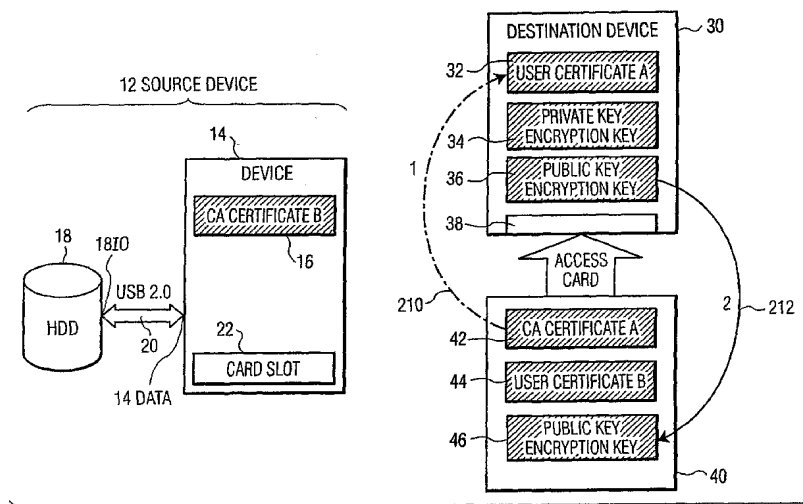 12 SOURCE DEVICE
14
DEVICE
CA CERTIFICATE B
16
18
18IO
HDD
USB 2.0
20
22
CARD SLOT
14 DATA
DESTINATION DEVICE
30
32
USER CERTIFICATE A
34
PRIVATE KEY
ENCRYPTION KEY
36
PUBLIC KEY
ENCRYPTION KEY
38
1
210
ACCESS
CARD
2
212
42
CA CERTIFICATE A
44
USER CERTIFICATE B
46
PUBLIC KEY
ENCRYPTION KEY
40